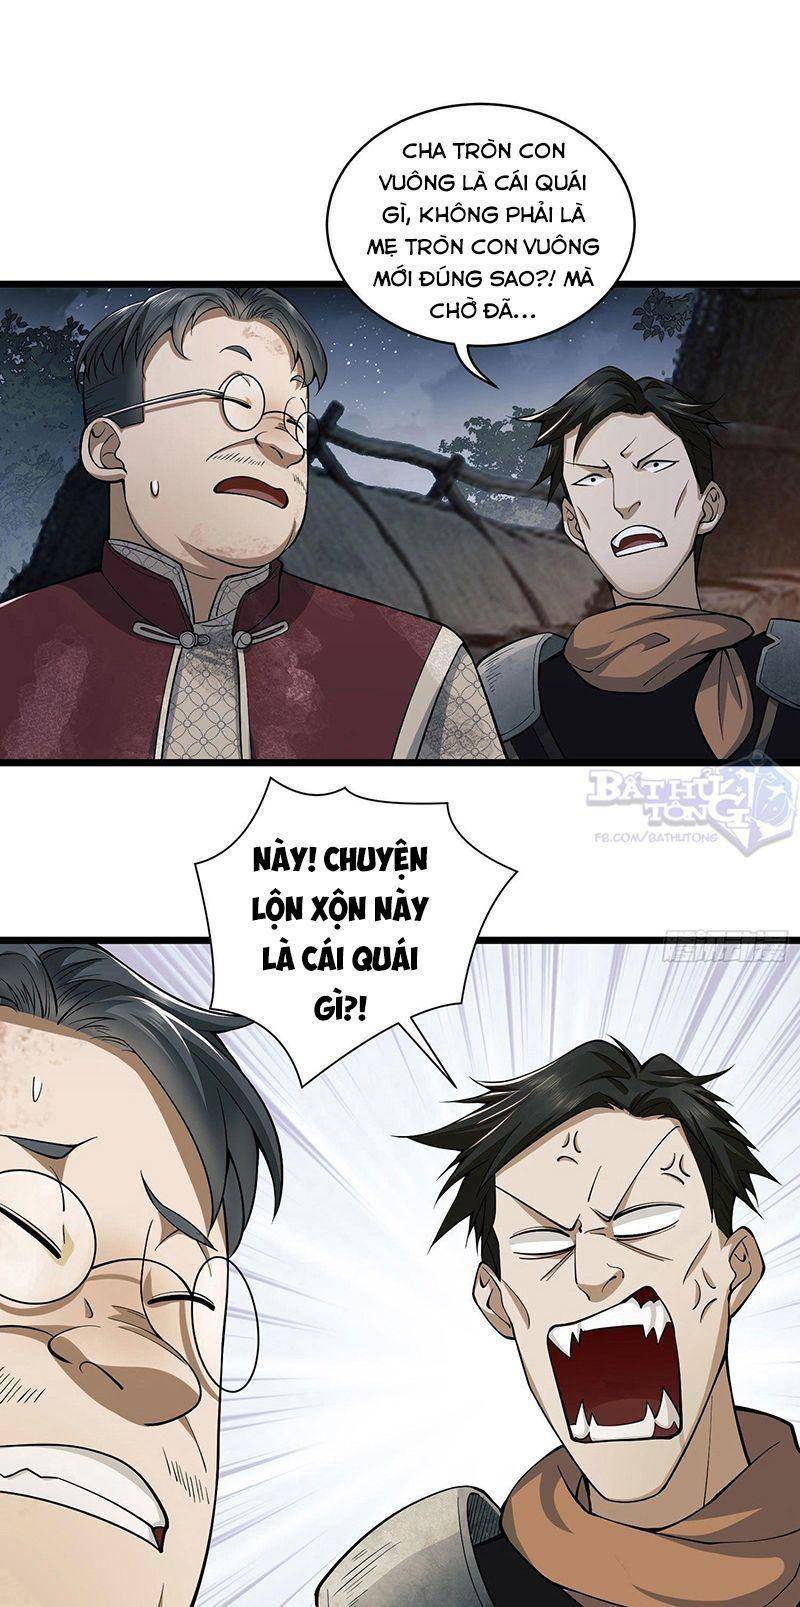 CHA TRÒN CON
VUÔNG LÀ CÁI QUÁI
GÌ, KHÔNG PHẢI LÀ
MẸ TRÒN CON VUÔNG
MỚI ĐÚNG SAO?! MÀ
CHỜ ĐÃ...
BẤT HỦ
TÔNG
FB.COM/BATHUTONG
NÀY! CHUYỆN
LỘN XỘN NÀY
LÀ CÁI QUÁI
GÌ?!